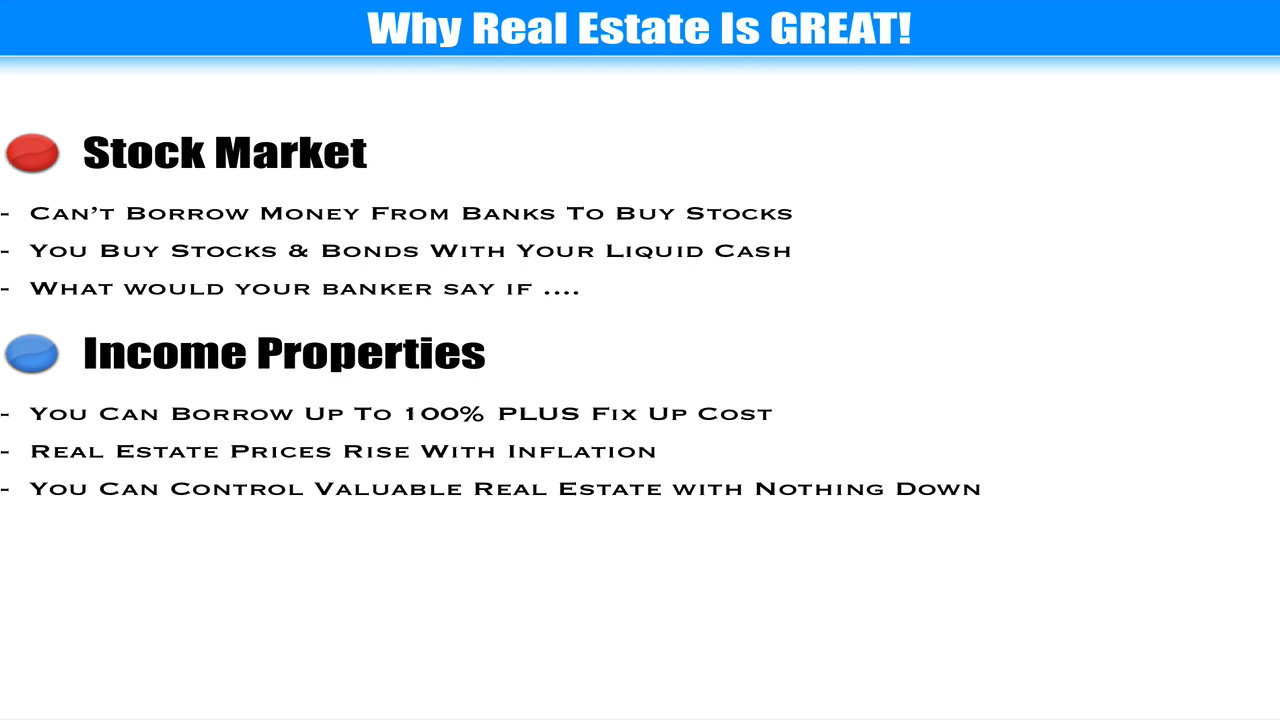 Why Real Estate Is GREAT!
Stock Market
- Can't Borrow Money From Banks To Buy Stocks
- You Buy Stocks & Bonds With Your Liquid Cash
- What would your banker say if ....
Income Properties
- You Can Borrow Up To 100% PLUS Fix Up Cost
- Real Estate Prices Rise With Inflation
- You Can Control Valuable Real Estate with Nothing Down